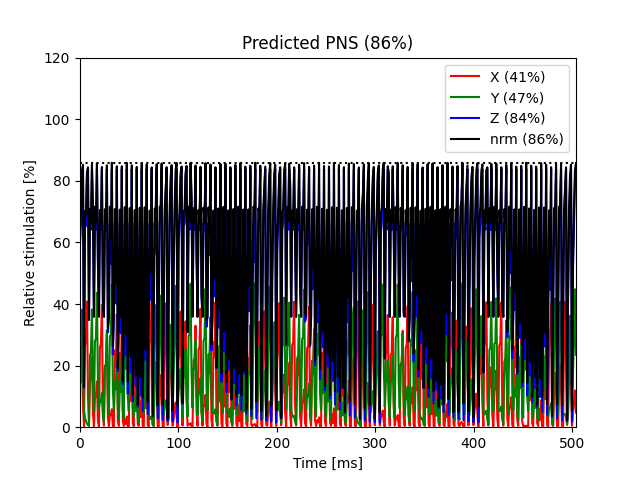 Predicted PNS (86%)
120
100
80
60
40
20
0
Relative stimulation [%]
X (41%)
Y (47%)
Z (84%)
nrm (86%)
0 100 200 300 400 500
Time [ms]